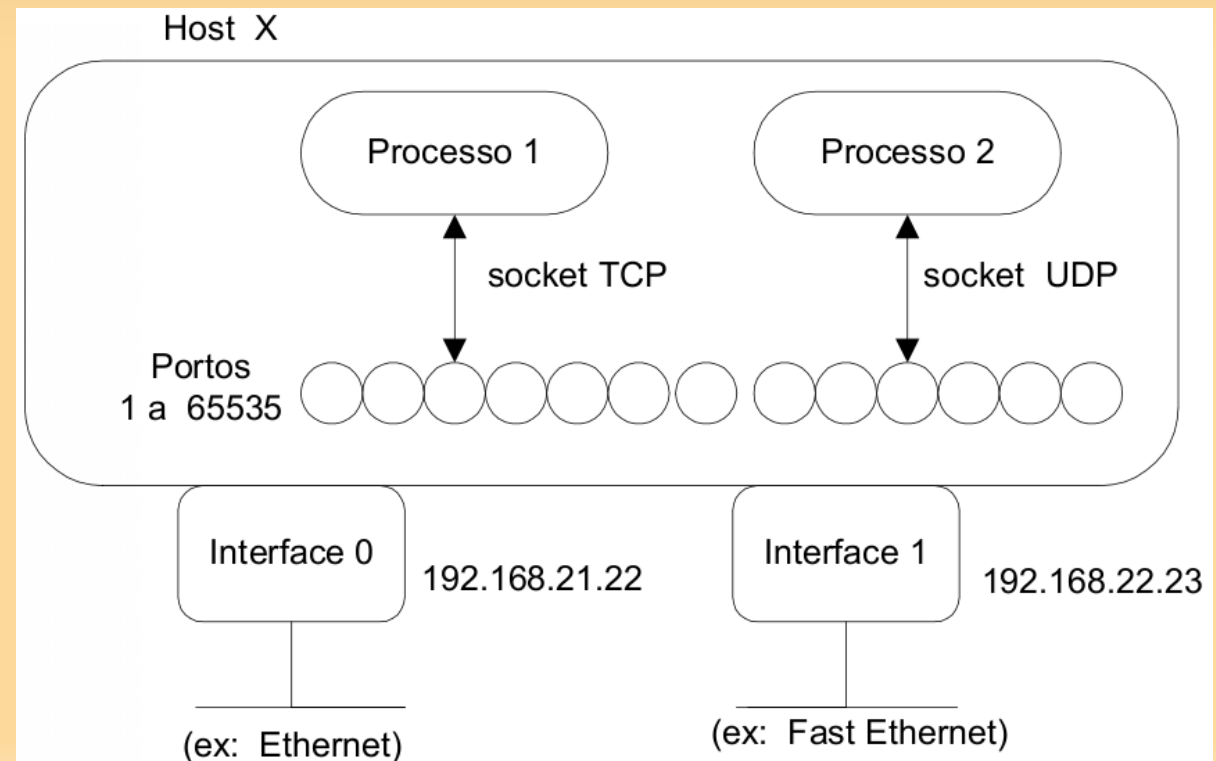 Host X
Processo 1
Processo 2
socket TCP
socket UDP
Portos
1 a 65535
Interface 0
192.168.21.22
Interface 1
192.168.22.23
(ex: Ethernet)
(ex: Fast Ethernet)